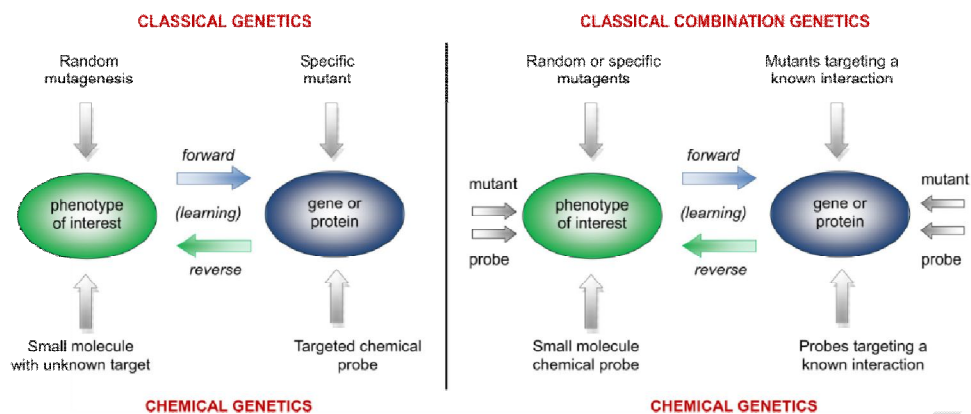 CLASSICAL GENETICS
Random
mutagenesis
Specific
mutant
forward
phenotype
of interest
(learning)
gene or
protein
reverse
Small molecule
with unknown target
Targeted chemical
probe
CHEMICAL GENETICS
CLASSICAL COMBINATION GENETICS
Random or specific
mutagents
Mutants targeting a
known interaction
forward
mutant
probe
phenotype
of interest
(learning)
gene or
protein
mutant
probe
reverse
Small molecule
chemical probe
Probes targeting a
known interaction
CHEMICAL GENETICS